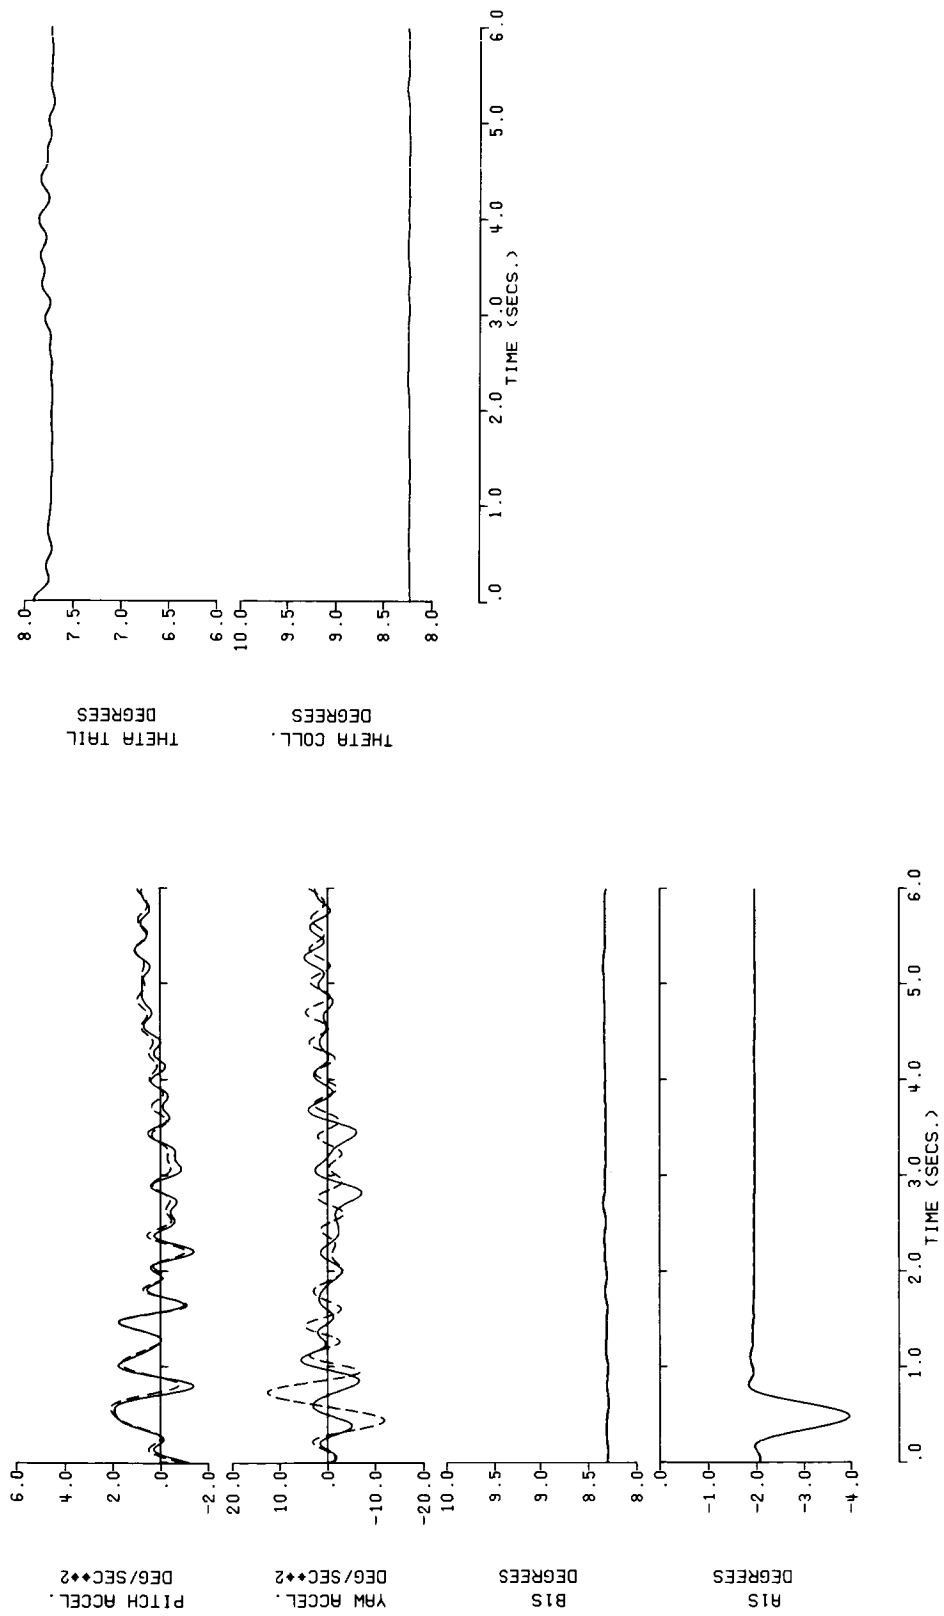 6.0
4.0
2.0
.0
-2.0
PITCH ACCEL.
DEG/SEC**2
20.0
10.0
.0
-10.0
-20.0
YAW ACCEL.
DEG/SEC**2
10.0
9.5
9.0
8.5
8.0
B1S
DEGREES
.0
-1.0
-2.0
-3.0
-4.0
A1S
DEGREES
.0 1.0 2.0 3.0 4.0 5.0 6.0
TIME (SECS.)
8.0
7.5
7.0
6.5
6.0
THETA TAIL
DEGREES
10.0
9.5
9.0
8.5
8.0
THETA COLL.
DEGREES
.0 1.0 2.0 3.0 4.0 5.0 6.0
TIME (SECS.)